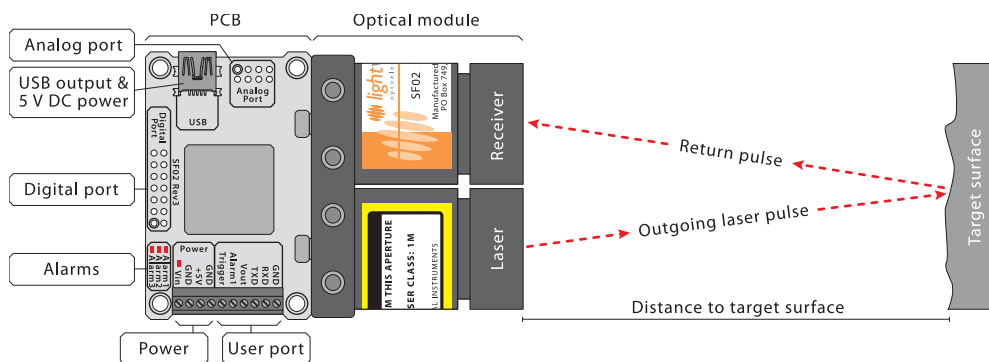 PCB
Optical module
Analog port
USB output &
5 V DC power
Digital port
Alarms
Power
User port
Analog
Port
USB
Digital
Port
SF02 Rev3
Alarm1
Alarm2
Alarm3
Power
Vin
GND
+5V
GND
Trigger
Alarm1
Vout
TXD
RXD
GND
light
optoele
SF02
Manufactured
PO Box 749,
M THIS APERTURE
SER CLASS: 1M
AL INSTRUMENTS
Receiver
Laser
Return pulse
Outgoing laser pulse
Target surface
Distance to target surface